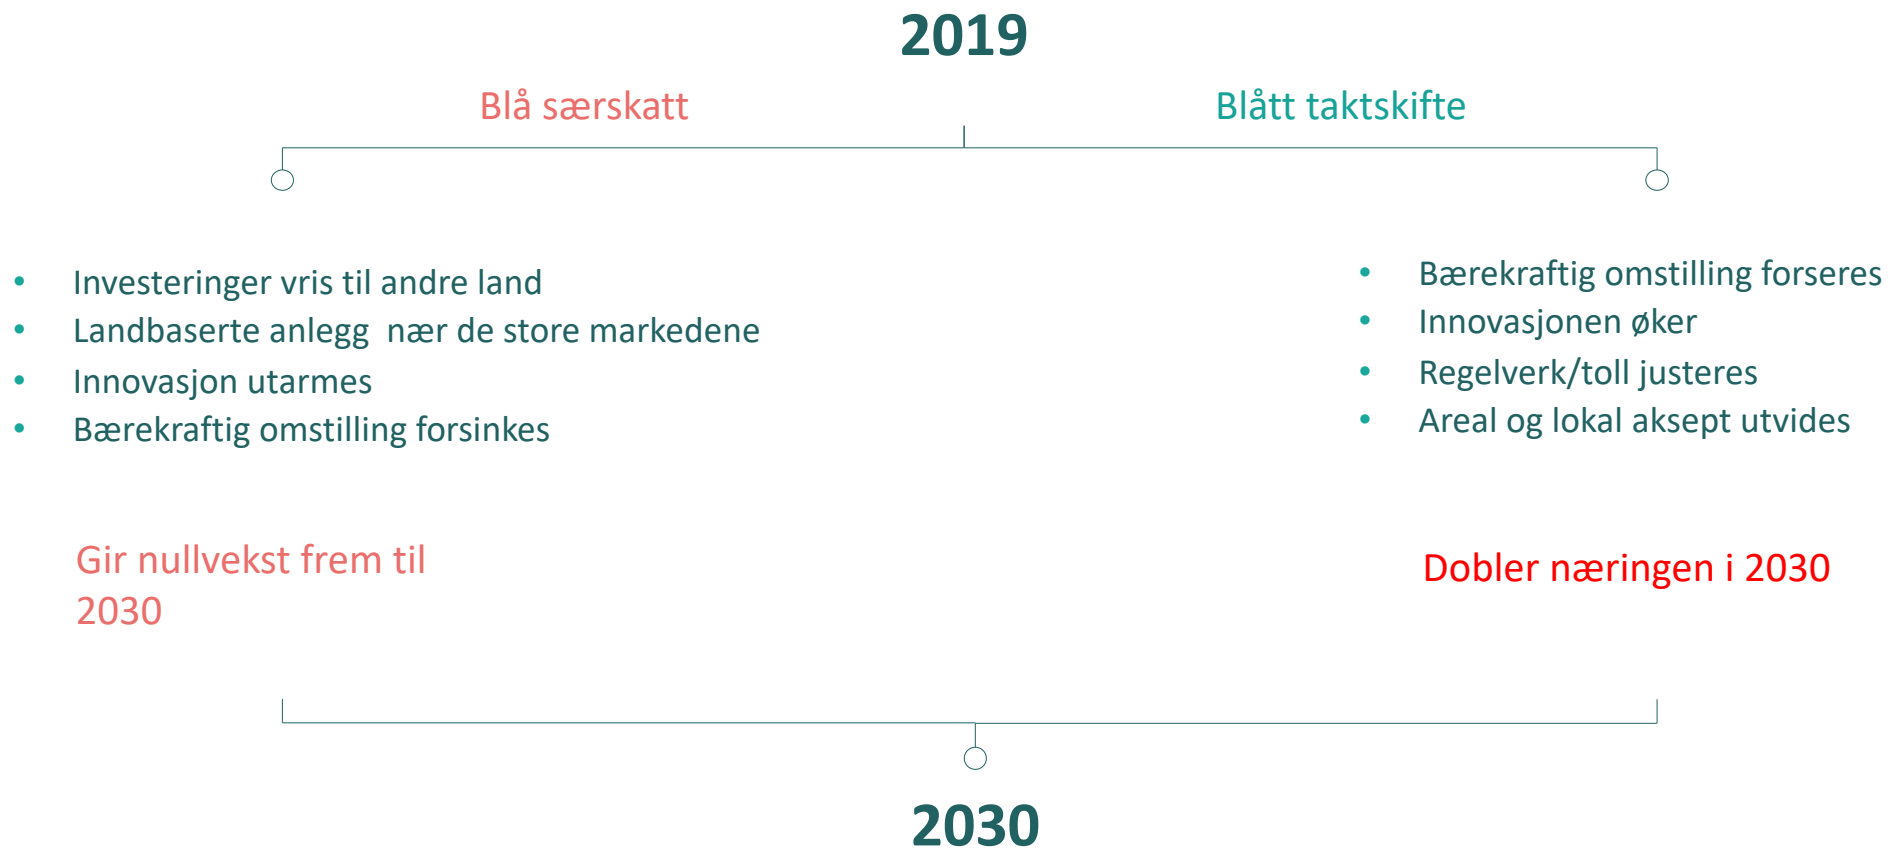 2019
Blå særskatt
Blått taktskifte
• Investeringer vris til andre land
• Landbaserte anlegg  nær de store markedene
• Innovasjon utarmes
• Bærekraftig omstilling forsinkes
Gir nullvekst frem til
2030
• Bærekraftig omstilling forseres
• Innovasjonen øker
• Regelverk/toll justeres
• Areal og lokal aksept utvides
Dobler næringen i 2030
2030